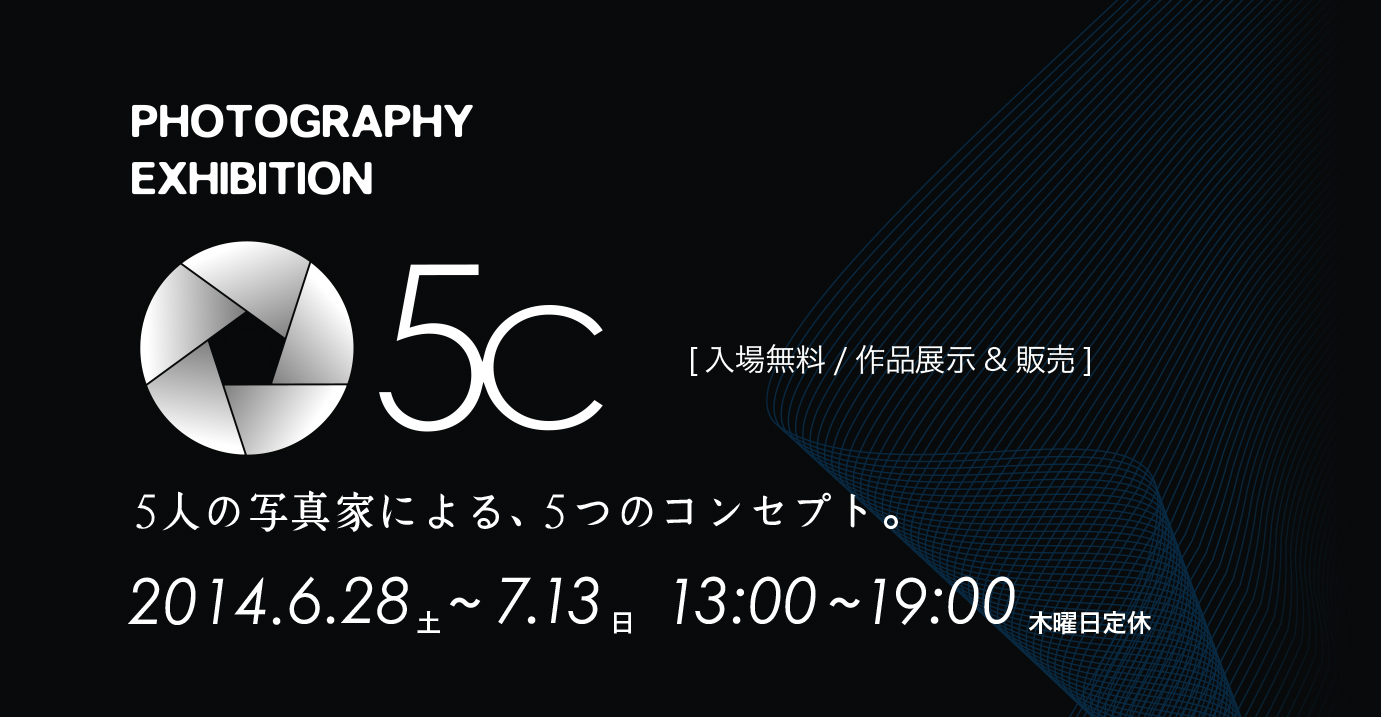 PHOTOGRAPHY
EXHIBITION
5c
[ 入場無料 / 作品展示 & 販売 ]
5人の写真家による、5つのコンセプト。
2014.6.28土~7.13日 13:00~19:00 木曜日定休